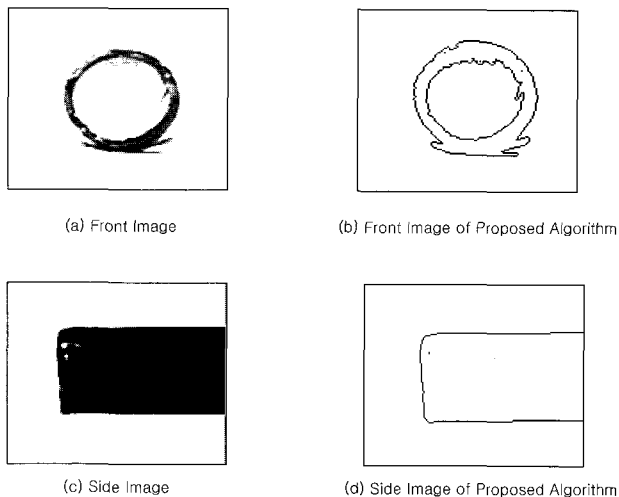 (a) Front Image
(b) Front Image of Proposed Algorithm
(c) Side Image
(d) Side Image of Proposed Algorithm